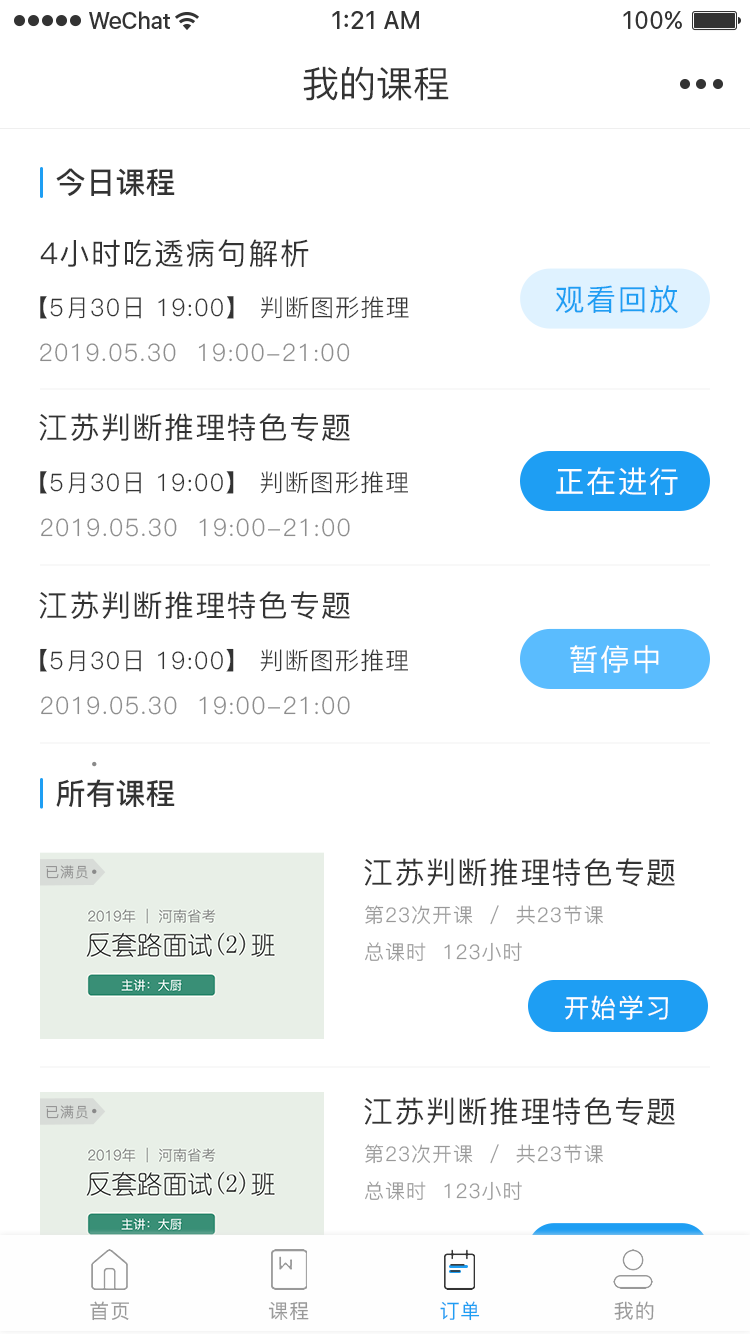 WeChat 1:21 AM 100%
我的课程
今日课程
4小时吃透病句解析
【5月30日 19:00】 判断图形推理
观看回放
2019.05.30 19:00–21:00
江苏判断推理特色专题
【5月30日 19:00】 判断图形推理
正在进行
2019.05.30 19:00–21:00
江苏判断推理特色专题
【5月30日 19:00】 判断图形推理
暂停中
2019.05.30 19:00–21:00
所有课程
已满员
2019年 | 河南省考
反套路面试(2)班
主讲: 大厨
江苏判断推理特色专题
第23次开课 / 共23节课
总课时 123小时
开始学习
已满员
2019年 | 河南省考
反套路面试(2)班
主讲: 大厨
江苏判断推理特色专题
第23次开课 / 共23节课
总课时 123小时
首页 课程 订单 我的